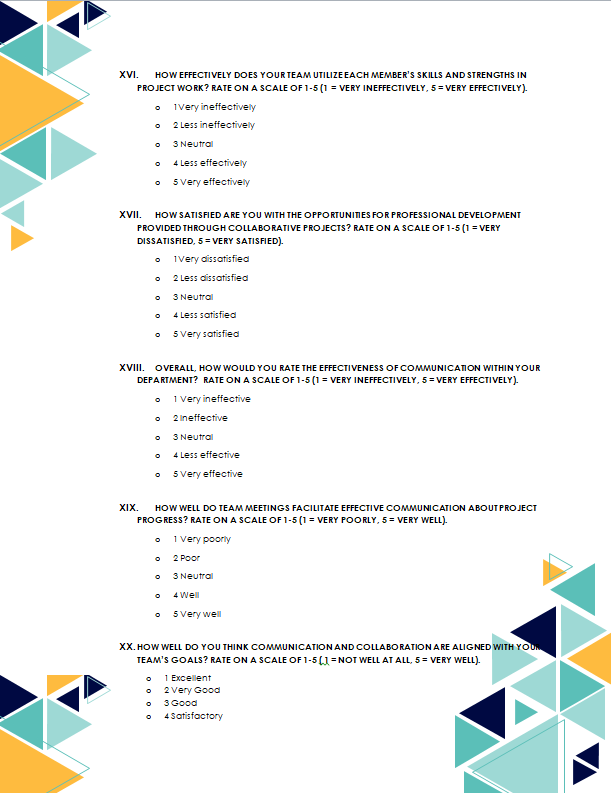 XVI. HOW EFFECTIVELY DOES YOUR TEAM UTILIZE EACH MEMBER'S SKILLS AND STRENGTHS IN
PROJECT WORK? RATE ON A SCALE OF 1-5 (1 = VERY INEFFECTIVELY, 5 = VERY EFFECTIVELY).
o 1 Very ineffectively
o 2 Less ineffectively
o 3 Neutral
o 4 Less effectively
o 5 Very effectively
XVII. HOW SATISFIED ARE YOU WITH THE OPPORTUNITIES FOR PROFESSIONAL DEVELOPMENT
PROVIDED THROUGH COLLABORATIVE PROJECTS? RATE ON A SCALE OF 1-5 (1 = VERY
DISSATISFIED, 5 = VERY SATISFIED).
o 1 Very dissatisfied
o 2 Less dissatisfied
o 3 Neutral
o 4 Less satisfied
o 5 Very satisfied
XVIII. OVERALL, HOW WOULD YOU RATE THE EFFECTIVENESS OF COMMUNICATION WITHIN YOUR
DEPARTMENT? RATE ON A SCALE OF 1-5 (1 = VERY INEFFECTIVELY, 5 = VERY EFFECTIVELY).
o 1 Very ineffective
o 2 Ineffective
o 3 Neutral
o 4 Less effective
o 5 Very effective
XIX. HOW WELL DO TEAM MEETINGS FACILITATE EFFECTIVE COMMUNICATION ABOUT PROJECT
PROGRESS? RATE ON A SCALE OF 1-5 (1 = VERY POORLY, 5 = VERY WELL).
o 1 Very poorly
o 2 Poor
o 3 Neutral
o 4 Well
o 5 Very well
XX. HOW WELL DO YOU THINK COMMUNICATION AND COLLABORATION ARE ALIGNED WITH YOUR
TEAM'S GOALS? RATE ON A SCALE OF 1-5 ( 1 = NOT WELL AT ALL, 5 = VERY WELL).
o 1 Excellent
o 2 Very Good
o 3 Good
o 4 Satisfactory